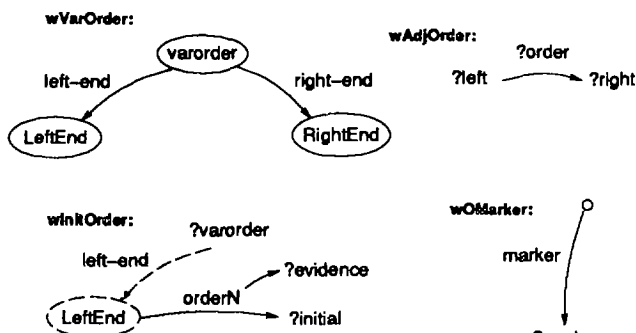 wVarOrder:
varorder
left-end
right-end
LeftEnd
RightEnd
wAdjOrder:
?order
?left
?right
wInitOrder:
?varorder
left-end
?evidence
orderN
LeftEnd
?initial
wOMarker:
marker